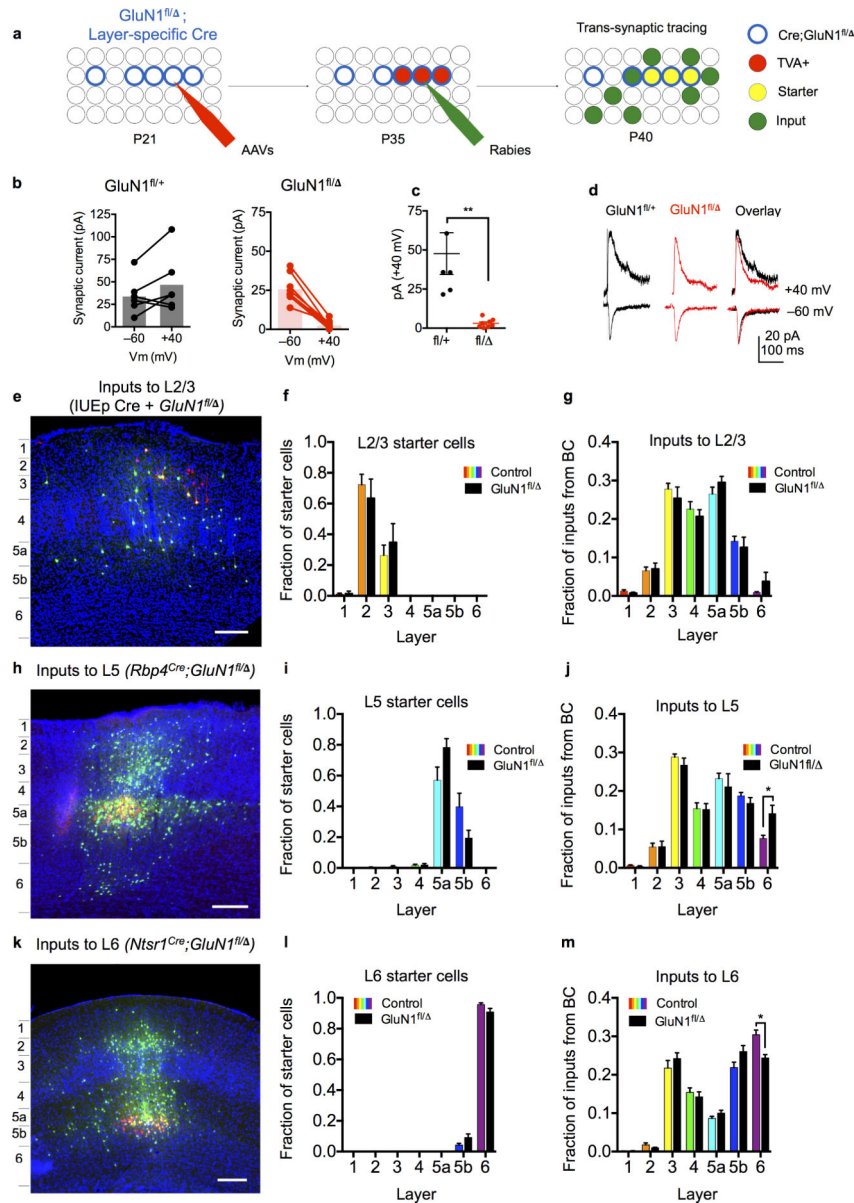 a
GluN1fl/Δ;
Layer-specific Cre
Trans-synaptic tracing
P21
AAVs
P35
Rabies
P40
Cre;GluN1fl/Δ
TVA+
Starter
Input
b
GluN1fl/+
Synaptic current (pA)
125
100
75
50
25
0
–60
+40
Vm (mV)
GluN1fl/Δ
Synaptic current (pA)
75
50
25
0
–60
+40
Vm (mV)
c
**
pA (+40 mV)
80
60
40
20
0
fl/+
fl/Δ
d
GluN1fl/+
GluN1fl/Δ
Overlay
+40 mV
–60 mV
20 pA
100 ms
e
Inputs to L2/3
(IUEp Cre + GluN1fl/Δ)
1
2
3
4
5a
5b
6
f
L2/3 starter cells
Control
GluN1fl/Δ
Fraction of starter cells
1.0
0.8
0.6
0.4
0.2
0.0
1 2 3 4 5a 5b 6
Layer
g
Inputs to L2/3
Control
GluN1fl/Δ
Fraction of inputs from BC
0.4
0.3
0.2
0.1
0.0
1 2 3 4 5a 5b 6
Layer
h
Inputs to L5 (Rbp4Cre;GluN1fl/Δ)
1
2
3
4
5a
5b
6
i
L5 starter cells
Control
GluN1fl/Δ
Fraction of starter cells
1.0
0.8
0.6
0.4
0.2
0.0
1 2 3 4 5a 5b 6
Layer
j
Inputs to L5
Control
GluN1fl/Δ
*
Fraction of inputs from BC
0.4
0.3
0.2
0.1
0.0
1 2 3 4 5a 5b 6
Layer
k
Inputs to L6 (Ntsr1Cre;GluN1fl/Δ)
1
2
3
4
5a
5b
6
l
L6 starter cells
Control
GluN1fl/Δ
Fraction of starter cells
1.0
0.8
0.6
0.4
0.2
0.0
1 2 3 4 5a 5b 6
Layer
m
Inputs to L6
Control
GluN1fl/Δ
*
Fraction of inputs from BC
0.4
0.3
0.2
0.1
0.0
1 2 3 4 5a 5b 6
Layer